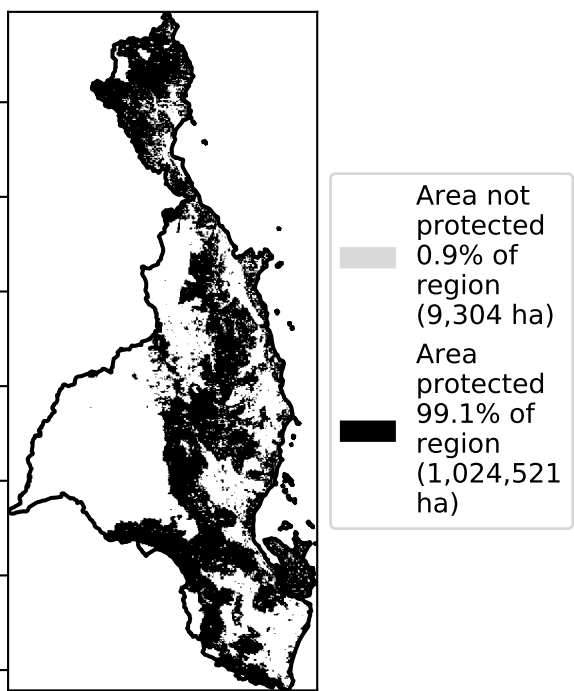 Area not
protected
0.9% of
region
(9,304 ha)
Area
protected
99.1% of
region
(1,024,521
ha)